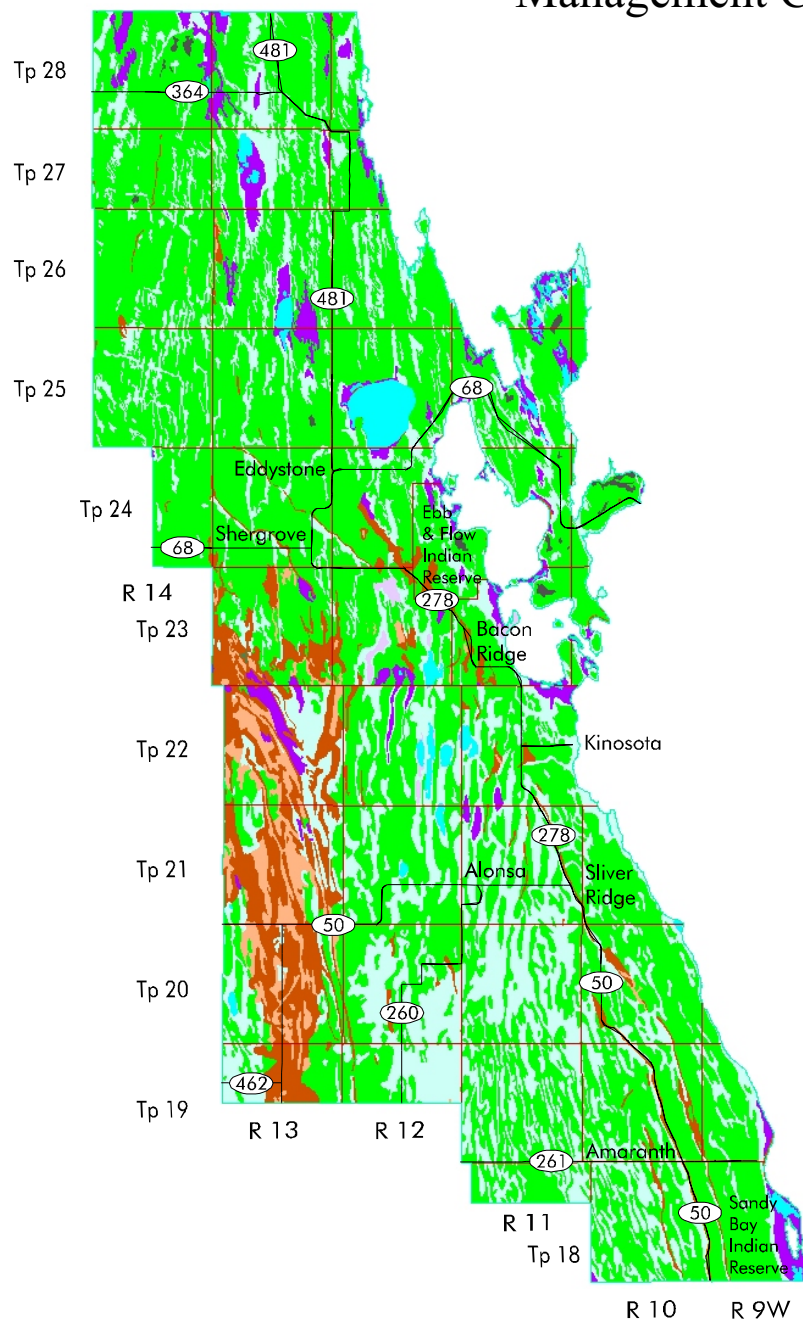 Management C
481
Tp 28
364
Tp 27
Tp 26
481
Tp 25
68
Eddystone
Tp 24
Ebb
& Flow
Indian
Reserve
Shergrove
68
R 14
278
Tp 23
Bacon
Ridge
Tp 22
Kinosota
278
Tp 21
Alonsa
Sliver
Ridge
50
Tp 20
50
260
462
Tp 19
R 13
R 12
261
Amaranth
50
Sandy
Bay
Indian
Reserve
R 11
Tp 18
R 10
R 9W